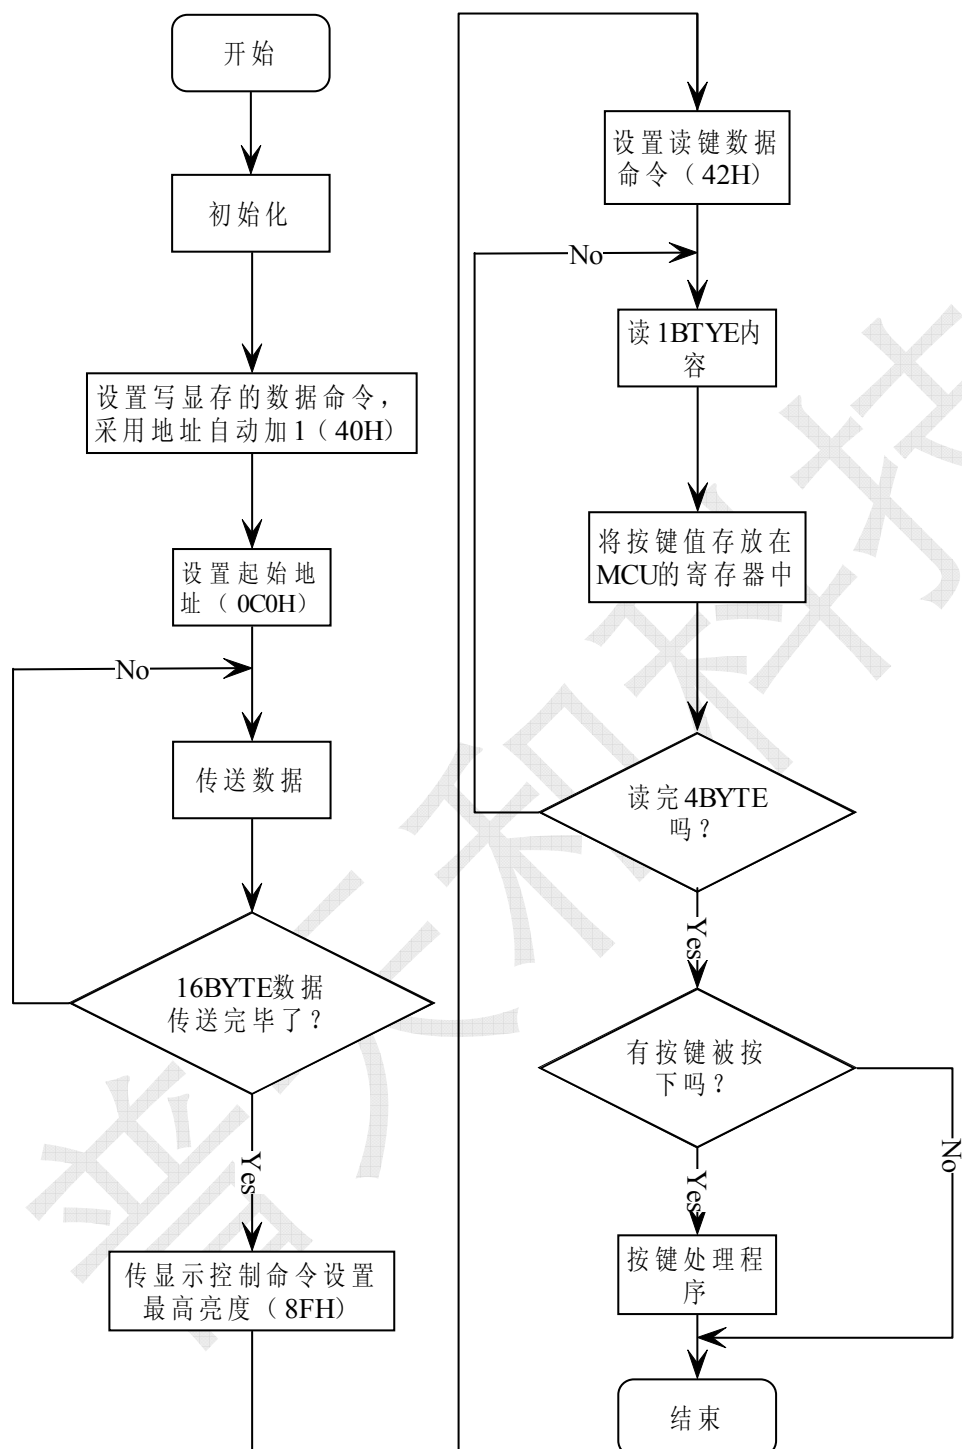 开始
初始化
设置写显存的数据命令，
采用地址自动加1（40H）
设置起始地
址（0C0H）
No
传送数据
16BYTE数据
传送完毕了？
Yes
传显示控制命令设置
最高亮度（8FH）
设置读键数据
命令（42H）
No
读1BTYE内
容
将按键值存放在
MCU的寄存器中
读完4BYTE
吗？
Yes
有按键被按
下吗？
No
Yes
按键处理程
序
结束
普天和科技